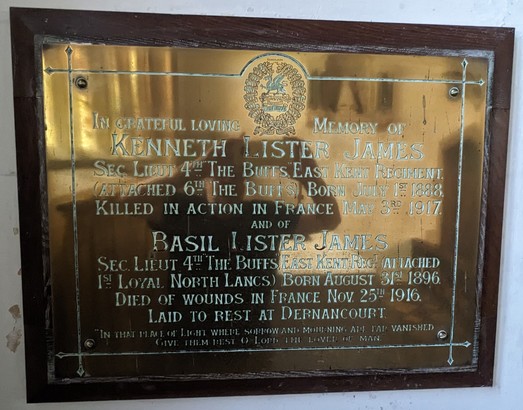 In grateful loving Memory of
Kenneth Lister James
Sec. Lieut 4TH The Buffs, East Kent Regiment.
(attached 6TH The Buffs) Born July 1ST 1888,
Killed in action in France May 3RD 1917.
and of
Basil Lister James
Sec. Lieut 4TH The Buffs, East Kent Regt (attached
1ST Loyal North Lancs) Born August 31ST 1896
Died of wounds in France Nov. 25TH 1916.
Laid to rest at Dernancourt
"In that place of Light, where sorrow and mourning are far vanished
Give them rest O Lord the lover of man."